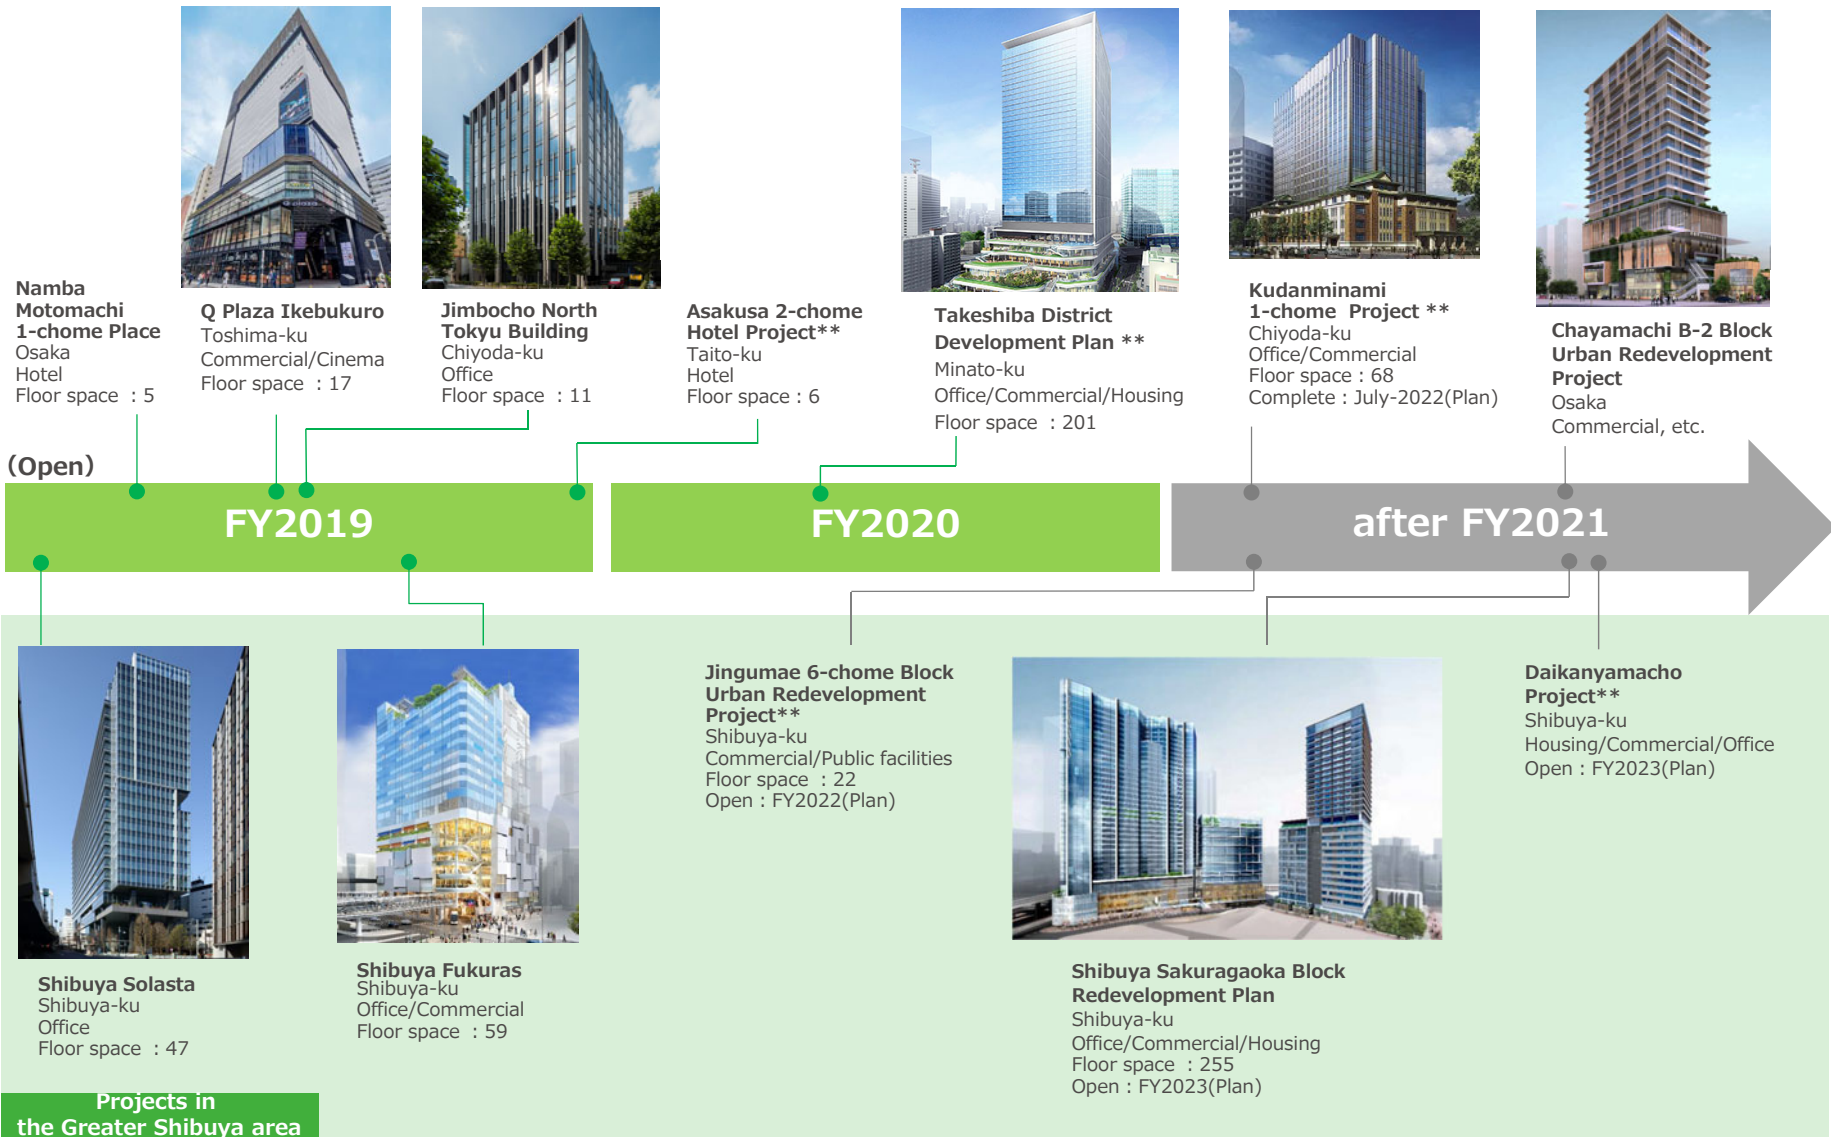 Namba
Motomachi
1-chome Place
Osaka
Hotel
Floor space : 5
Q Plaza Ikebukuro
Toshima-ku
Commercial/Cinema
Floor space : 17
Jimbocho North
Tokyu Building
Chiyoda-ku
Office
Floor space : 11
Asakusa 2-chome
Hotel Project**
Taito-ku
Hotel
Floor space : 6
Takeshiba District
Development Plan **
Minato-ku
Office/Commercial/Housing
Floor space : 201
Kudanminami
1-chome Project **
Chiyoda-ku
Office/Commercial
Floor space : 68
Complete : July-2022(Plan)
Chayamachi B-2 Block
Urban Redevelopment
Project
Osaka
Commercial, etc.
(Open)
FY2019
FY2020
after FY2021
Shibuya Solasta
Shibuya-ku
Office
Floor space : 47
Shibuya Fukuras
Shibuya-ku
Office/Commercial
Floor space : 59
Jingumae 6-chome Block
Urban Redevelopment
Project**
Shibuya-ku
Commercial/Public facilities
Floor space : 22
Open : FY2022(Plan)
Shibuya Sakuragaoka Block
Redevelopment Plan
Shibuya-ku
Office/Commercial/Housing
Floor space : 255
Open : FY2023(Plan)
Daikanyamacho
Project**
Shibuya-ku
Housing/Commercial/Office
Open : FY2023(Plan)
Projects in
the Greater Shibuya area